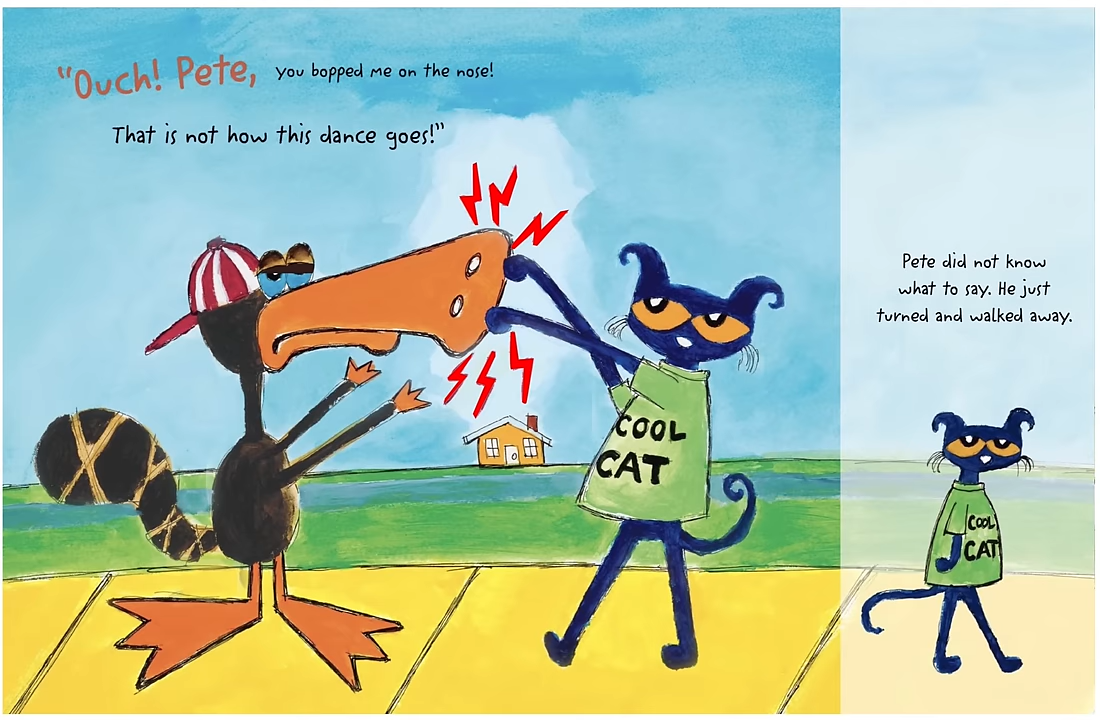 "Ouch! Pete, you bopped me on the nose!
That is not how this dance goes!"
COOL
CAT
Pete did not know
what to say. He just
turned and walked away.
COOL
CAT